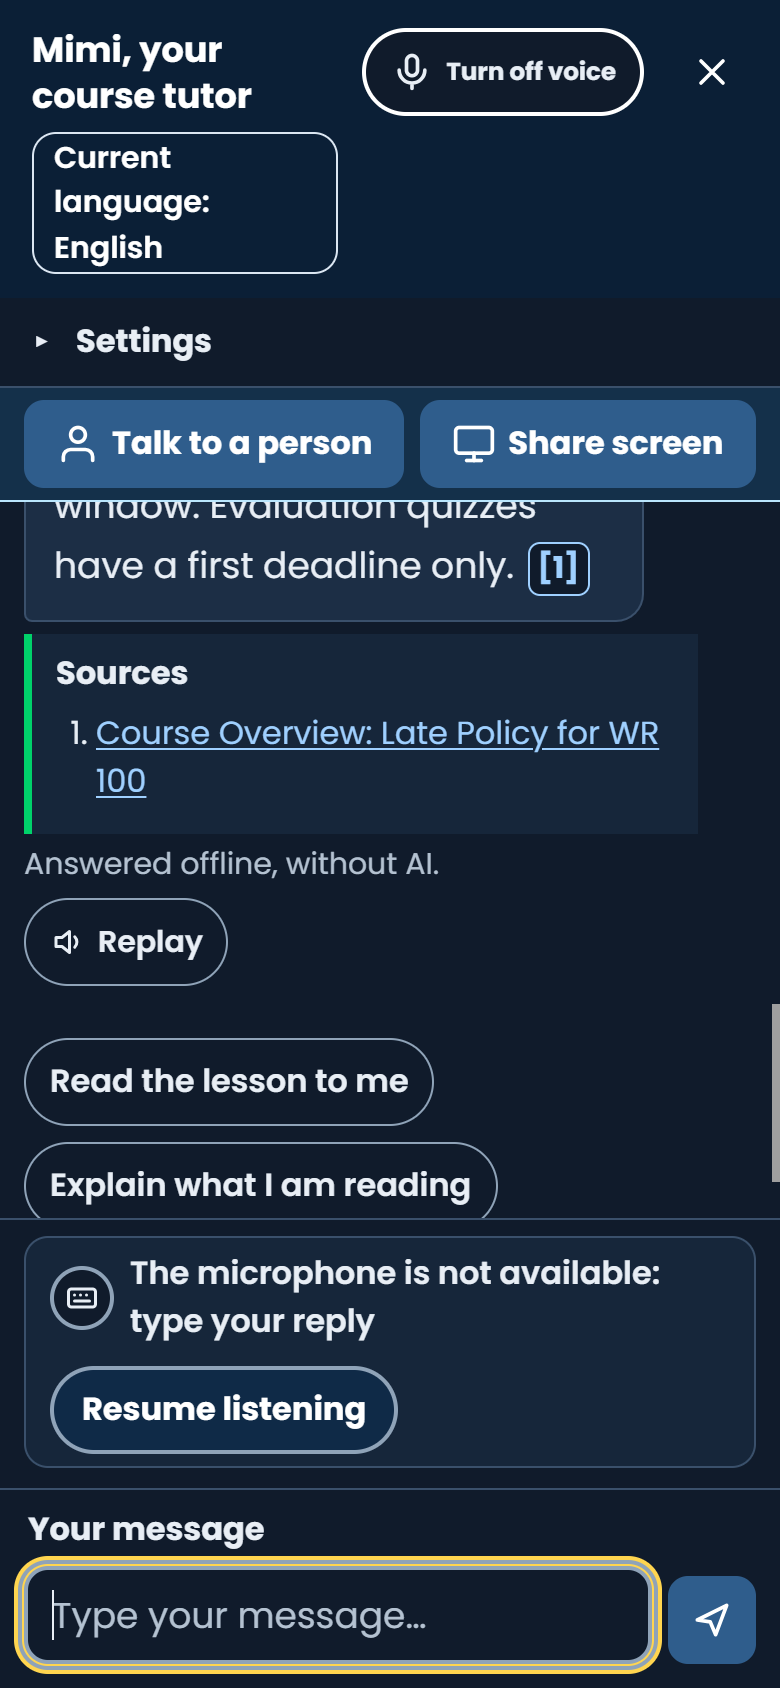 Mimi, your
course tutor
Turn off voice
Current
language:
English
Settings
Talk to a person
Share screen
window. Evaluation quizzes
have a first deadline only. [1]
Sources
1. Course Overview: Late Policy for WR
100
Answered offline, without AI.
Replay
Read the lesson to me
Explain what I am reading
The microphone is not available:
type your reply
Resume listening
Your message
Type your message...